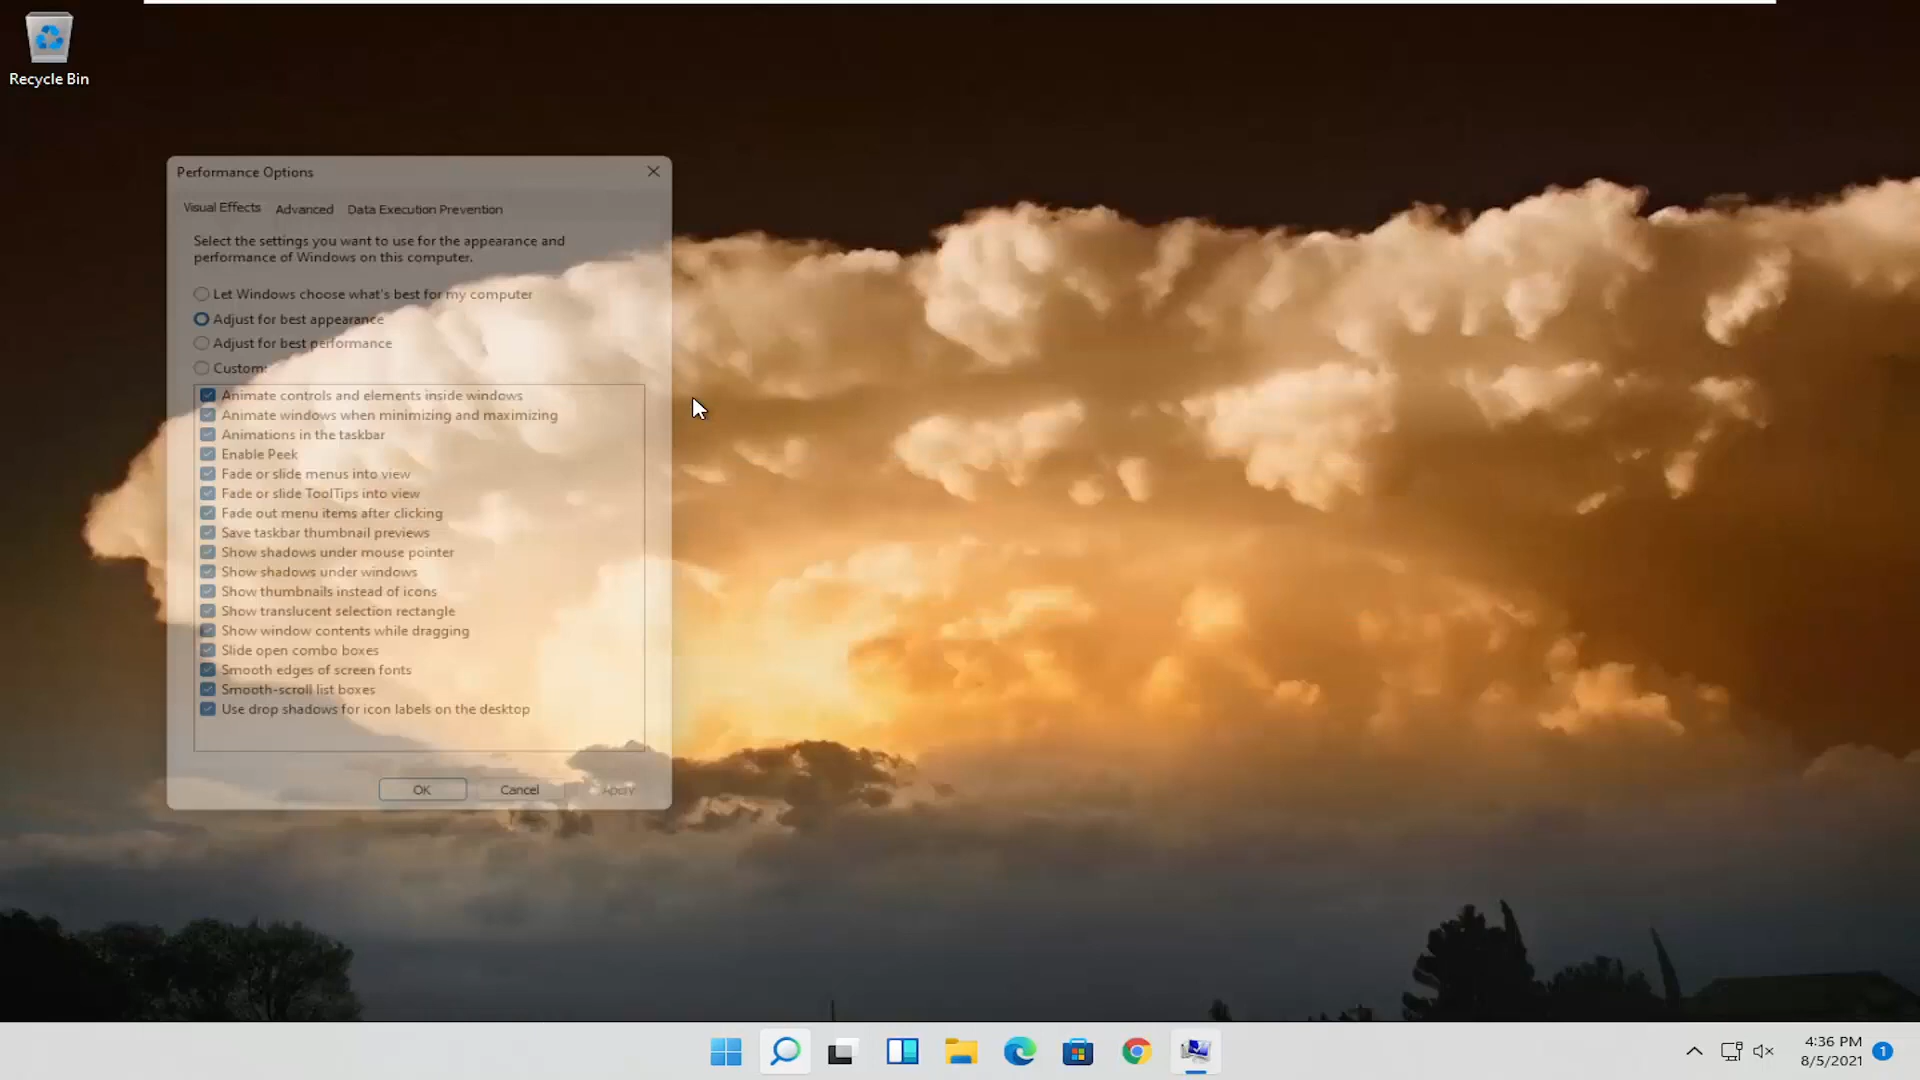 Recycle Bin
Performance Options
Visual Effects
Advanced
Data Execution Prevention
Select the settings you want to use for the appearance and
performance of Windows on this computer.
Let Windows choose what's best for my computer
Adjust for best appearance
Adjust for best performance
Custom:
Animate controls and elements inside windows
Animate windows when minimizing and maximizing
Animations in the taskbar
Enable Peek
Fade or slide menus into view
Fade or slide ToolTips into view
Fade out menu items after clicking
Save taskbar thumbnail previews
Show shadows under mouse pointer
Show shadows under windows
Show thumbnails instead of icons
Show translucent selection rectangle
Show window contents while dragging
Slide open combo boxes
Smooth edges of screen fonts
Smooth-scroll list boxes
Use drop shadows for icon labels on the desktop
OK
Cancel
Apply
4:36 PM
8/5/2021
1